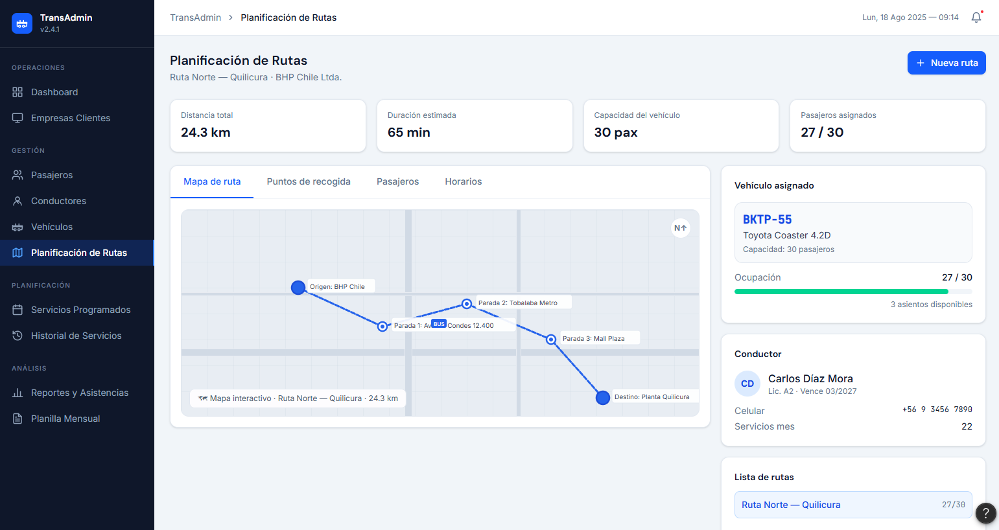 TransAdmin
v2.4.1
OPERACIONES
Dashboard
Empresas Clientes
GESTIÓN
Pasajeros
Conductores
Vehículos
Planificación de Rutas
PLANIFICACIÓN
Servicios Programados
Historial de Servicios
ANÁLISIS
Reportes y Asistencias
Planilla Mensual
TransAdmin > Planificación de Rutas
Lun, 18 Ago 2025 — 09:14
Planificación de Rutas
Ruta Norte — Quilicura · BHP Chile Ltda.
+ Nueva ruta
Distancia total
24.3 km
Duración estimada
65 min
Capacidad del vehículo
30 pax
Pasajeros asignados
27 / 30
Mapa de ruta
Puntos de recogida
Pasajeros
Horarios
N↑
Origen: BHP Chile
Parada 2: Tobalaba Metro
Parada 1: Av
BUS
Condes 12.400
Parada 3: Mall Plaza
Destino: Planta Quilicura
Mapa interactivo · Ruta Norte — Quilicura · 24.3 km
Vehículo asignado
BKTP-55
Toyota Coaster 4.2D
Capacidad: 30 pasajeros
Ocupación 27 / 30
3 asientos disponibles
Conductor
CD
Carlos Díaz Mora
Lic. A2 · Vence 03/2027
Celular +56 9 3456 7890
Servicios mes 22
Lista de rutas
Ruta Norte — Quilicura 27/30
?